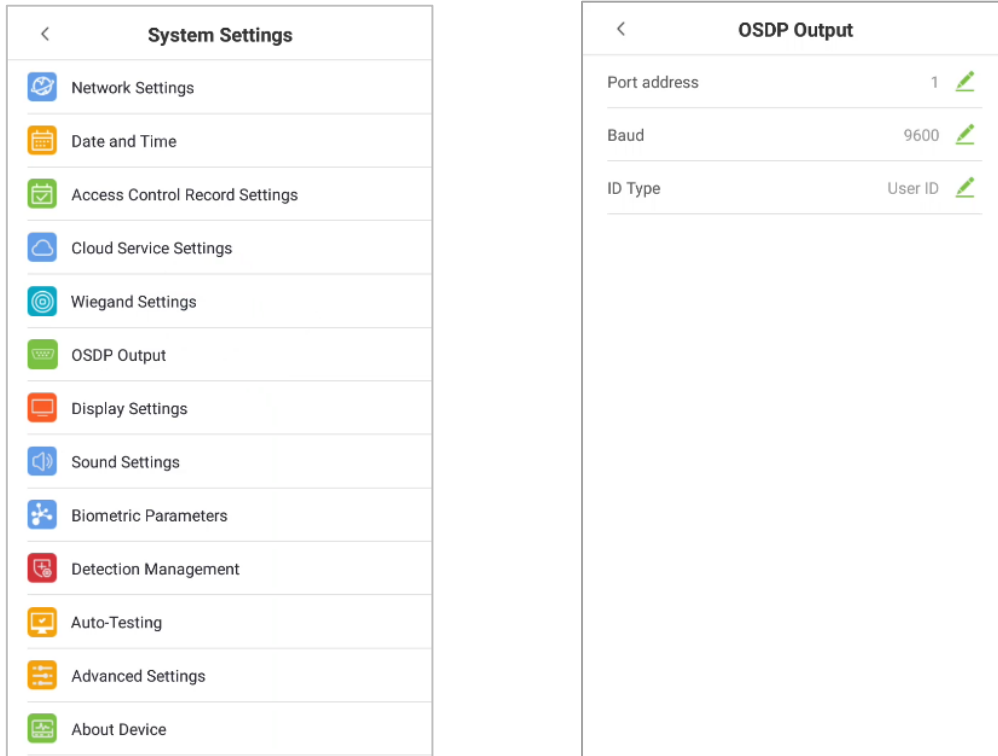 System Settings
Network Settings
Date and Time
Access Control Record Settings
Cloud Service Settings
Wiegand Settings
OSDP Output
Display Settings
Sound Settings
Biometric Parameters
Detection Management
Auto-Testing
Advanced Settings
About Device
OSDP Output
Port address 1
Baud 9600
ID Type User ID